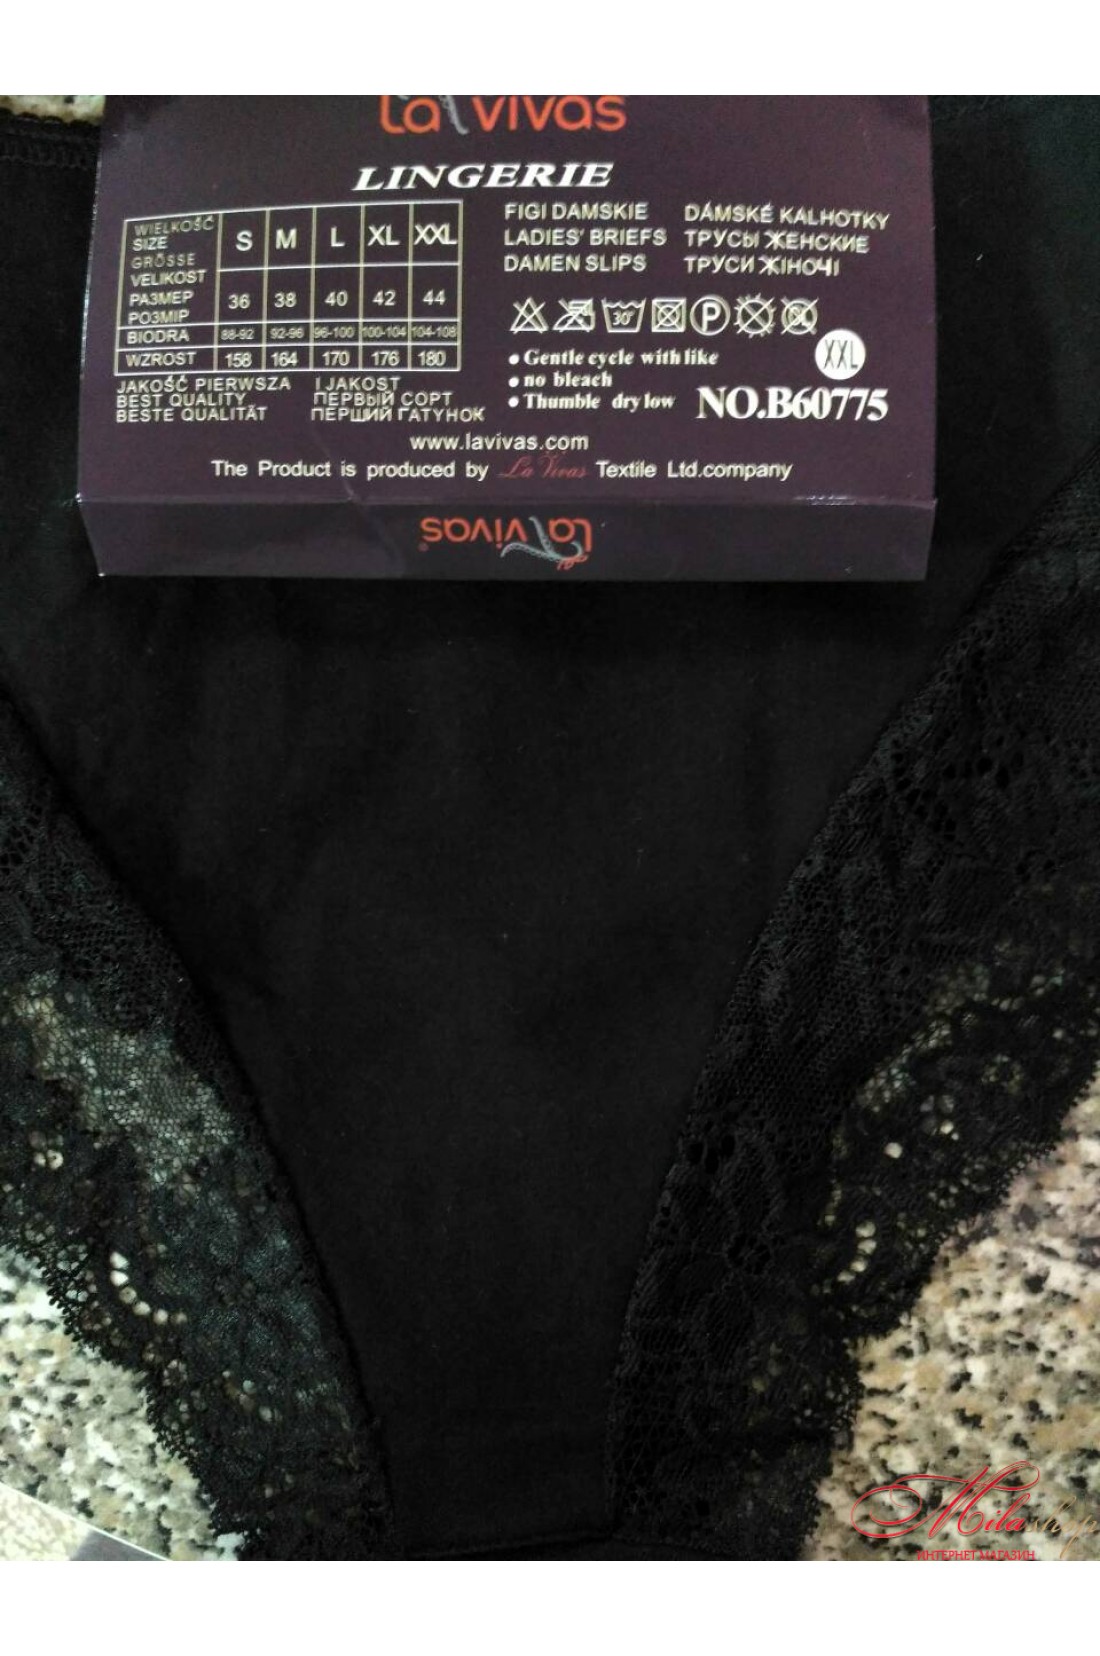 La Vivas
LINGERIE
WIELKOŚĆ
SIZE
GRÖSSE
VELIKOST
РАЗМЕР
РОЗМІР
S M L XL XXL
36 38 40 42 44
BIODRA 88-92 92-96 96-100 100-104 104-108
WZROST 158 164 170 176 180
JAKOŚĆ PIERWSZA I JAKOST
BEST QUALITY ПЕРВЫЙ СОРТ
BESTE QUALITÄT ПЕРШИЙ ГАТУНОК
FIGI DAMSKIE DÁMSKÉ KALHOTKY
LADIES' BRIEFS ТРУСЫ ЖЕНСКИЕ
DAMEN SLIPS ТРУСИ ЖІНОЧІ
30°
P
• Gentle cycle with like
• no bleach
• Thumble dry low
XXL
NO.B60775
www.lavivas.com
The Product is produced by La Vivas Textile Ltd.company
La Vivas®
Milashop
ИНТЕРНЕТ МАГАЗИН